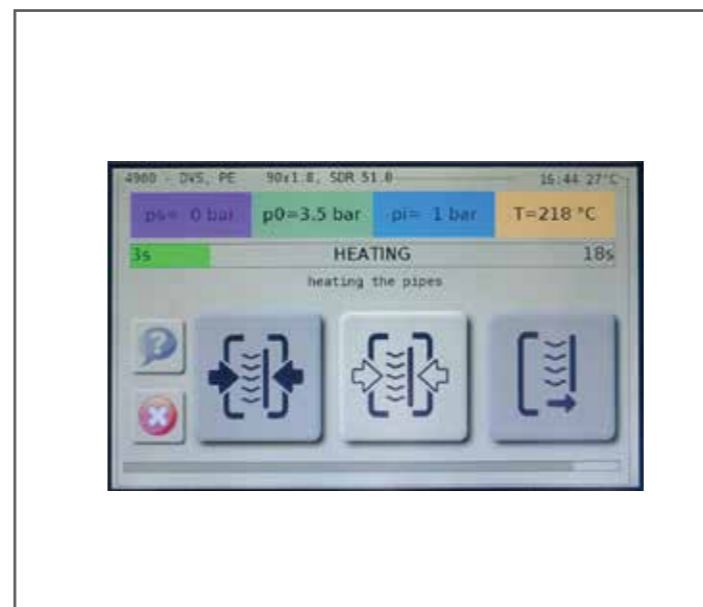 4900 - DVS, PE 90x1.8, SDR 51.0 16:44 27°C
ps= 0 bar p0=3.5 bar pi= 1 bar T=218 °C
3s HEATING 18s
heating the pipes